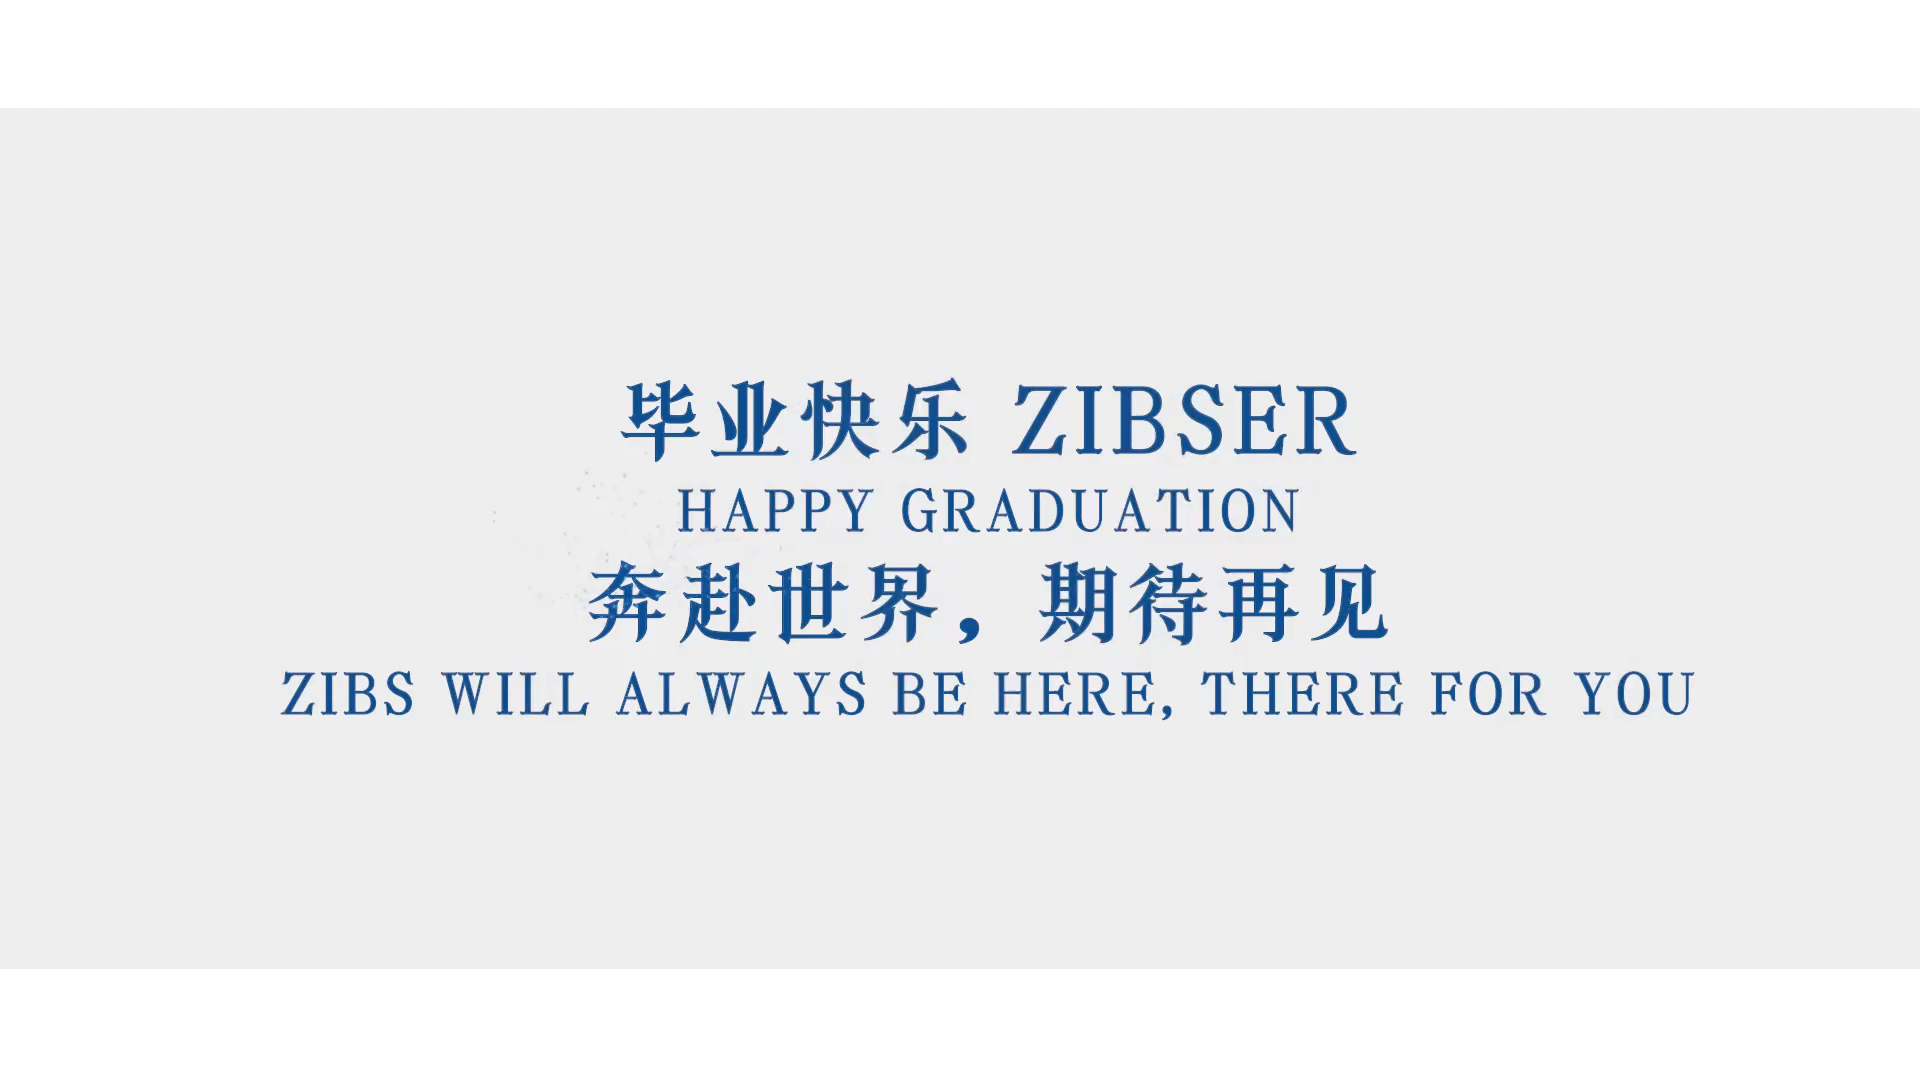 毕业快乐 ZIBSER
HAPPY GRADUATION
奔赴世界，期待再见
ZIBS WILL ALWAYS BE HERE, THERE FOR YOU